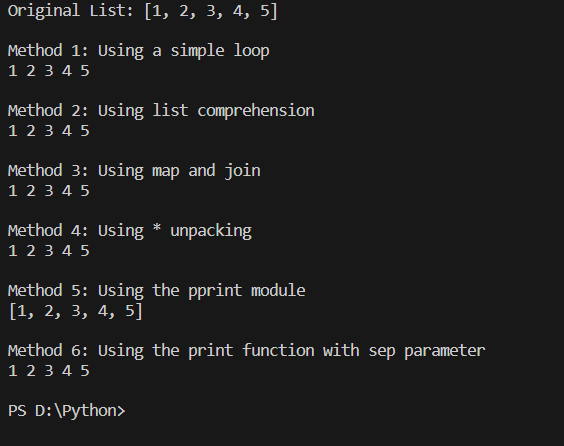 Original List: [1, 2, 3, 4, 5]
Method 1: Using a simple loop
1 2 3 4 5
Method 2: Using list comprehension
1 2 3 4 5
Method 3: Using map and join
1 2 3 4 5
Method 4: Using * unpacking
1 2 3 4 5
Method 5: Using the pprint module
[1, 2, 3, 4, 5]
Method 6: Using the print function with sep parameter
1 2 3 4 5
PS D:\Python>